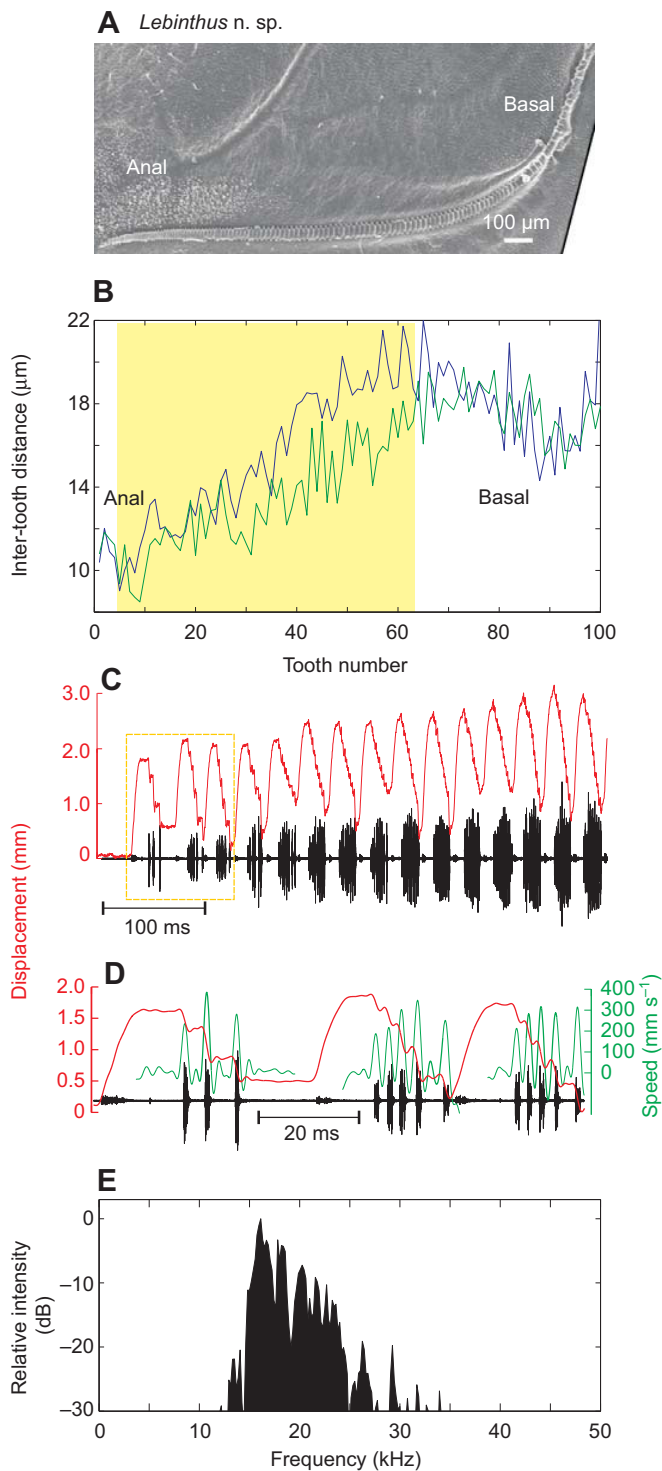 A Lebinthus n. sp.
Basal
Anal
100 µm
B
Inter-tooth distance (µm)
22
18
14
10
Anal
Basal
0 20 40 60 80 100
Tooth number
C
Displacement (mm)
3.0
2.0
1.0
0
100 ms
D
2.0
1.5
1.0
0.5
0
400
300
200
100
0
Speed (mm s–1)
20 ms
E
Relative intensity
(dB)
0
–10
–20
–30
0 10 20 30 40 50
Frequency (kHz)